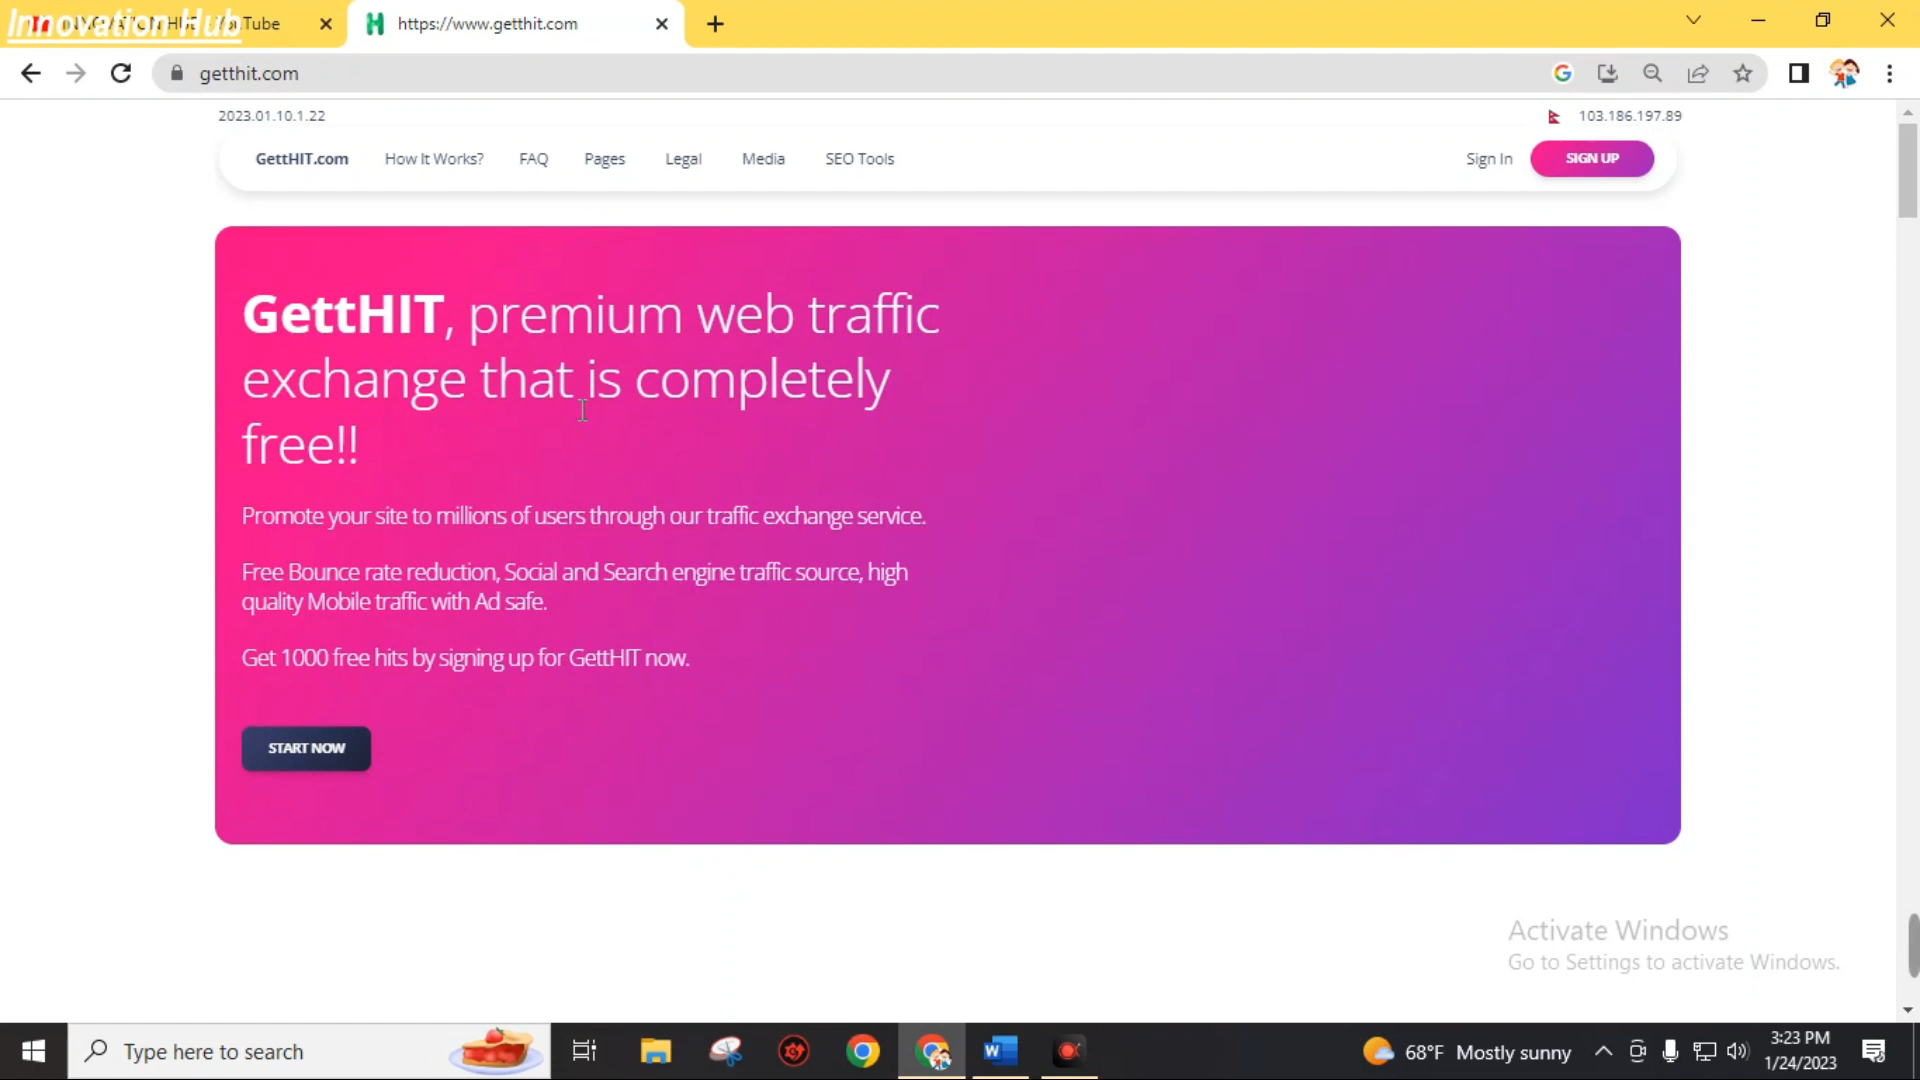 Innovation Hub
https://www.getthit.com
getthit.com
2023.01.10.1.22
103.186.197.89
GettHIT.com How It Works? FAQ Pages Legal Media SEO Tools Sign In SIGN UP
GettHIT, premium web traffic
exchange that is completely
free!!
Promote your site to millions of users through our traffic exchange service.
Free Bounce rate reduction, Social and Search engine traffic source, high
quality Mobile traffic with Ad safe.
Get 1000 free hits by signing up for GettHIT now.
START NOW
Activate Windows
Go to Settings to activate Windows.
Type here to search
68°F Mostly sunny
3:23 PM
1/24/2023